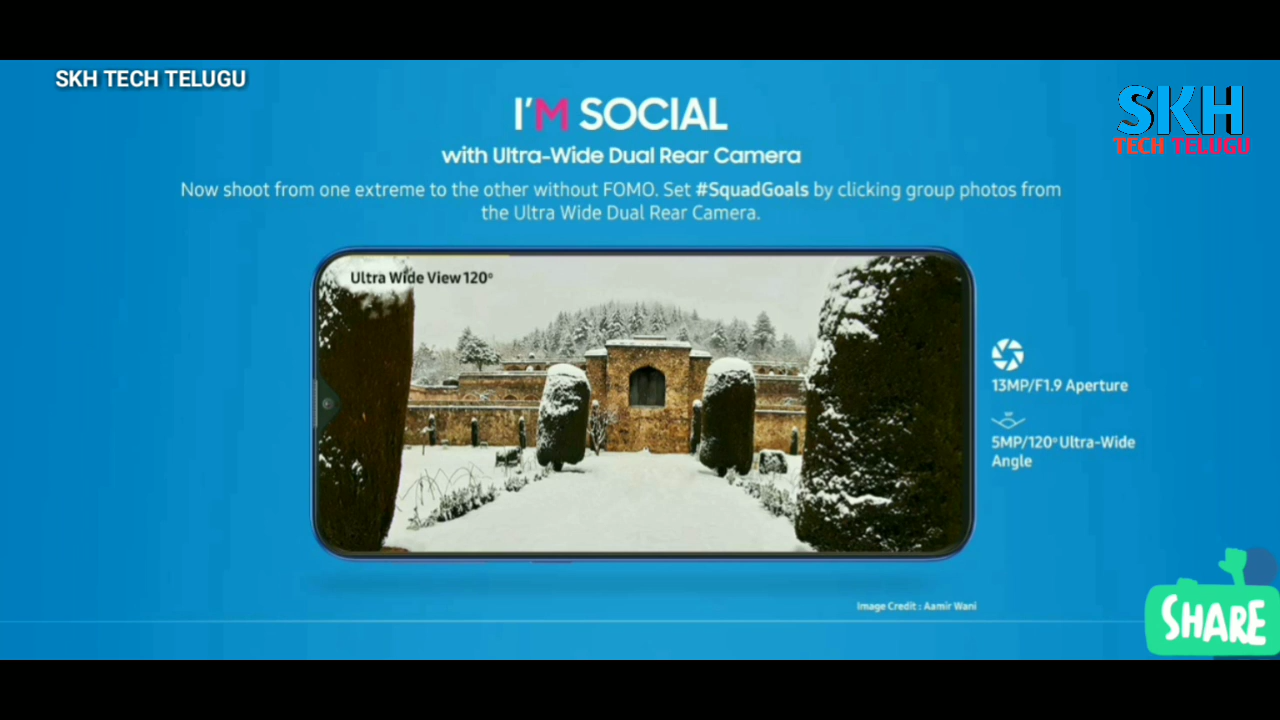 SKH TECH TELUGU
SKH
TECH TELUGU
I'M SOCIAL
with Ultra-Wide Dual Rear Camera
Now shoot from one extreme to the other without FOMO. Set #SquadGoals by clicking group photos from
the Ultra Wide Dual Rear Camera.
Ultra Wide View 120°
13MP/F1.9 Aperture
5MP/120° Ultra-Wide
Angle
Image Credit : Aamir Wani
SHARE